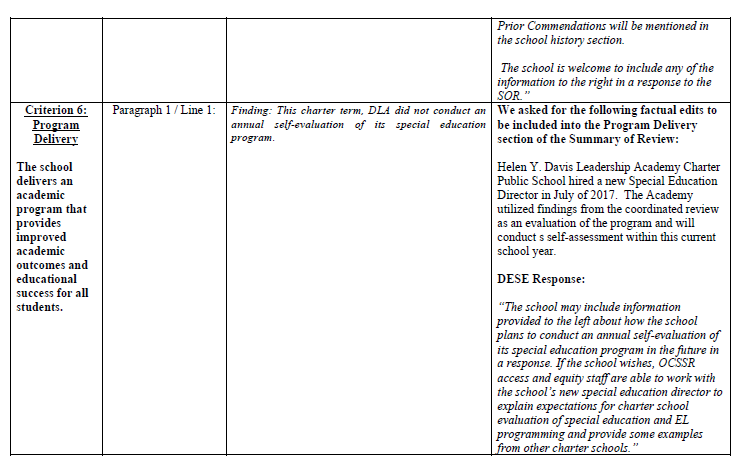 Prior Commendations will be mentioned in
the school history section.
The school is welcome to include any of the
information to the right in a response to the
SOR.”
Criterion 6:
Program
Delivery
The school
delivers an
academic
program that
provides
improved
academic
outcomes and
educational
success for all
students.
Paragraph 1 / Line 1:
Finding: This charter term, DLA did not conduct an
annual self-evaluation of its special education
program.
We asked for the following factual edits to
be included into the Program Delivery
section of the Summary of Review:
Helen Y. Davis Leadership Academy Charter
Public School hired a new Special Education
Director in July of 2017.  The Academy
utilized findings from the coordinated review
as an evaluation of the program and will
conduct s self-assessment within this current
school year.
DESE Response:
“The school may include information
provided to the left about how the school
plans to conduct an annual self-evaluation of
its special education program in the future in
a response. If the school wishes, OCSSR
access and equity staff are able to work with
the school’s new special education director to
explain expectations for charter school
evaluation of special education and EL
programming and provide some examples
from other charter schools.”